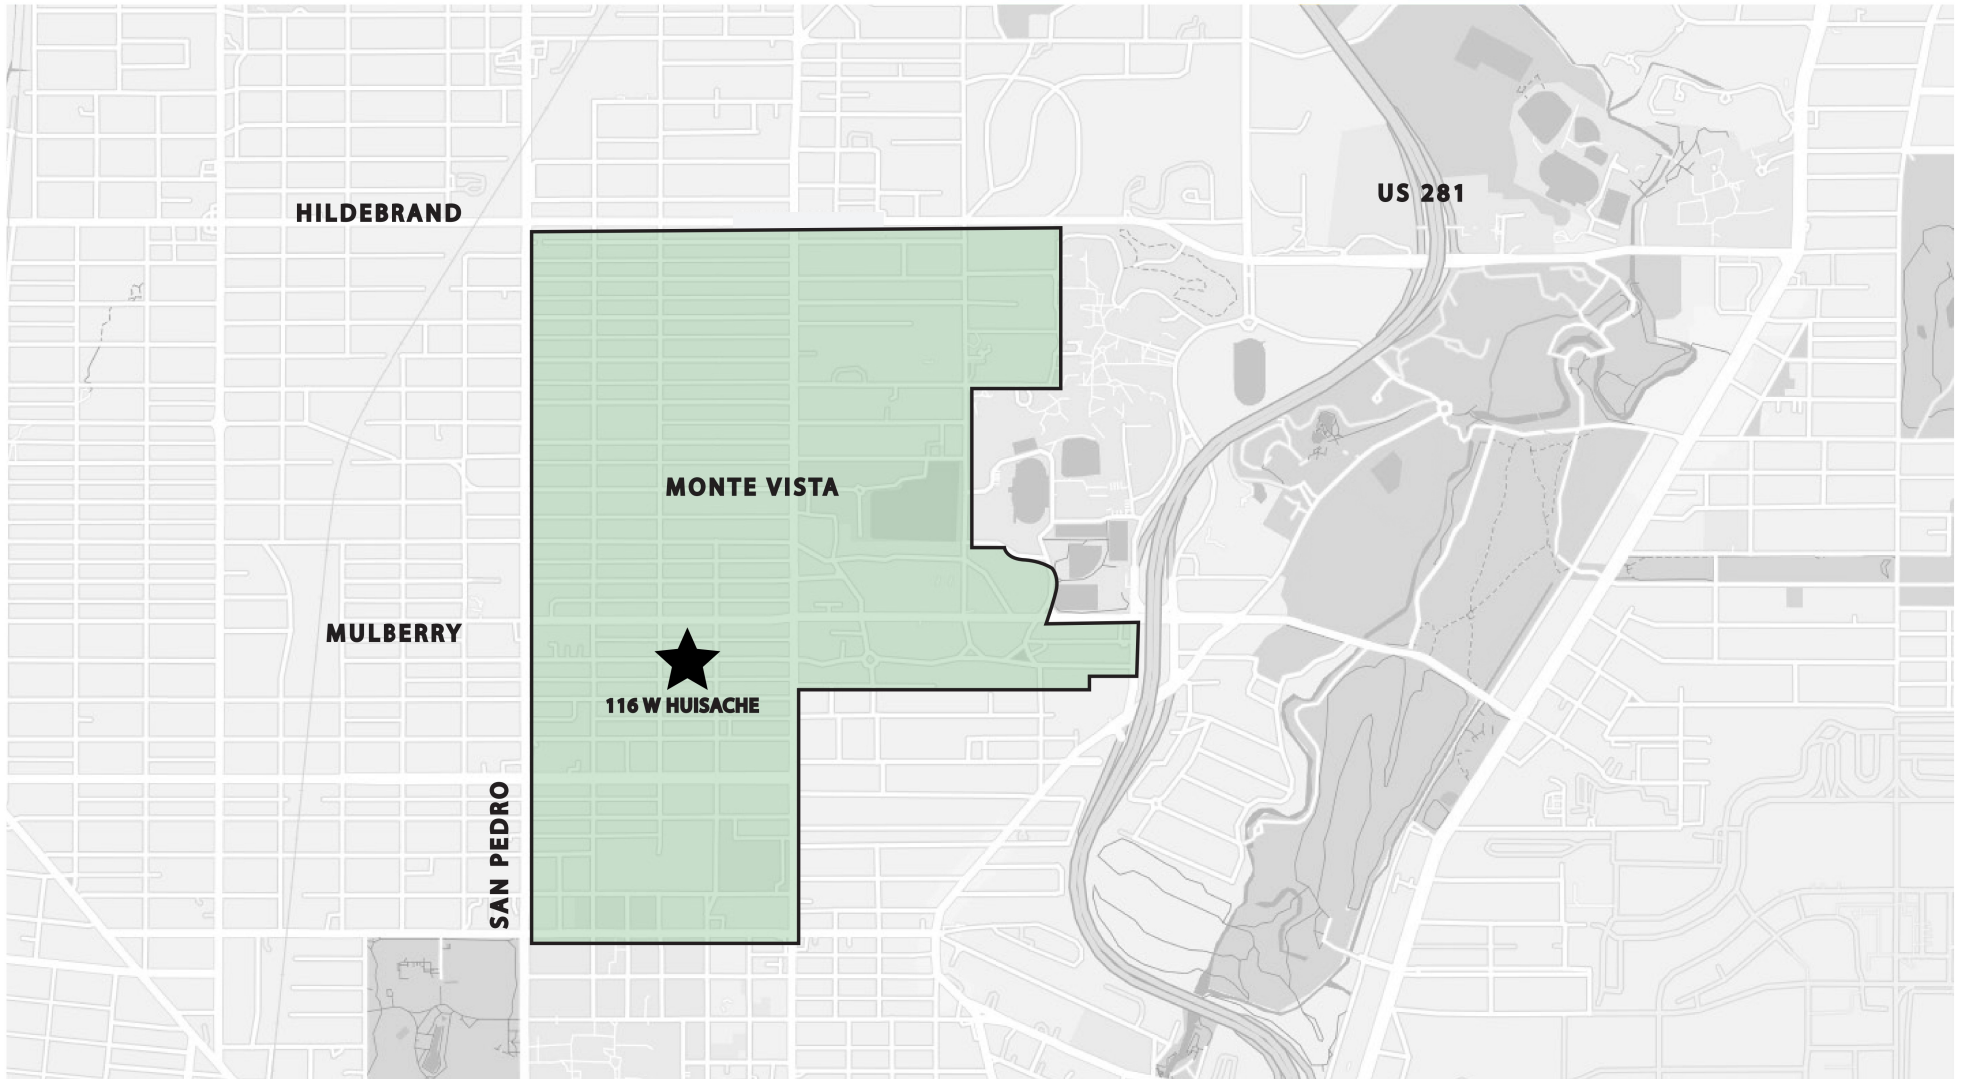 US 281
HILDEBRAND
MONTE VISTA
MULBERRY
116 W HUISACHE
SAN PEDRO